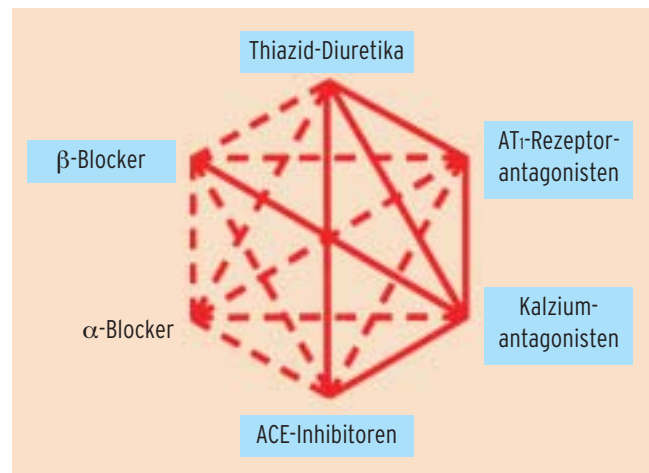 Thiazid-Diuretika
β-Blocker
AT1-Rezeptor-
antagonisten
α-Blocker
Kalzium-
antagonisten
ACE-Inhibitoren